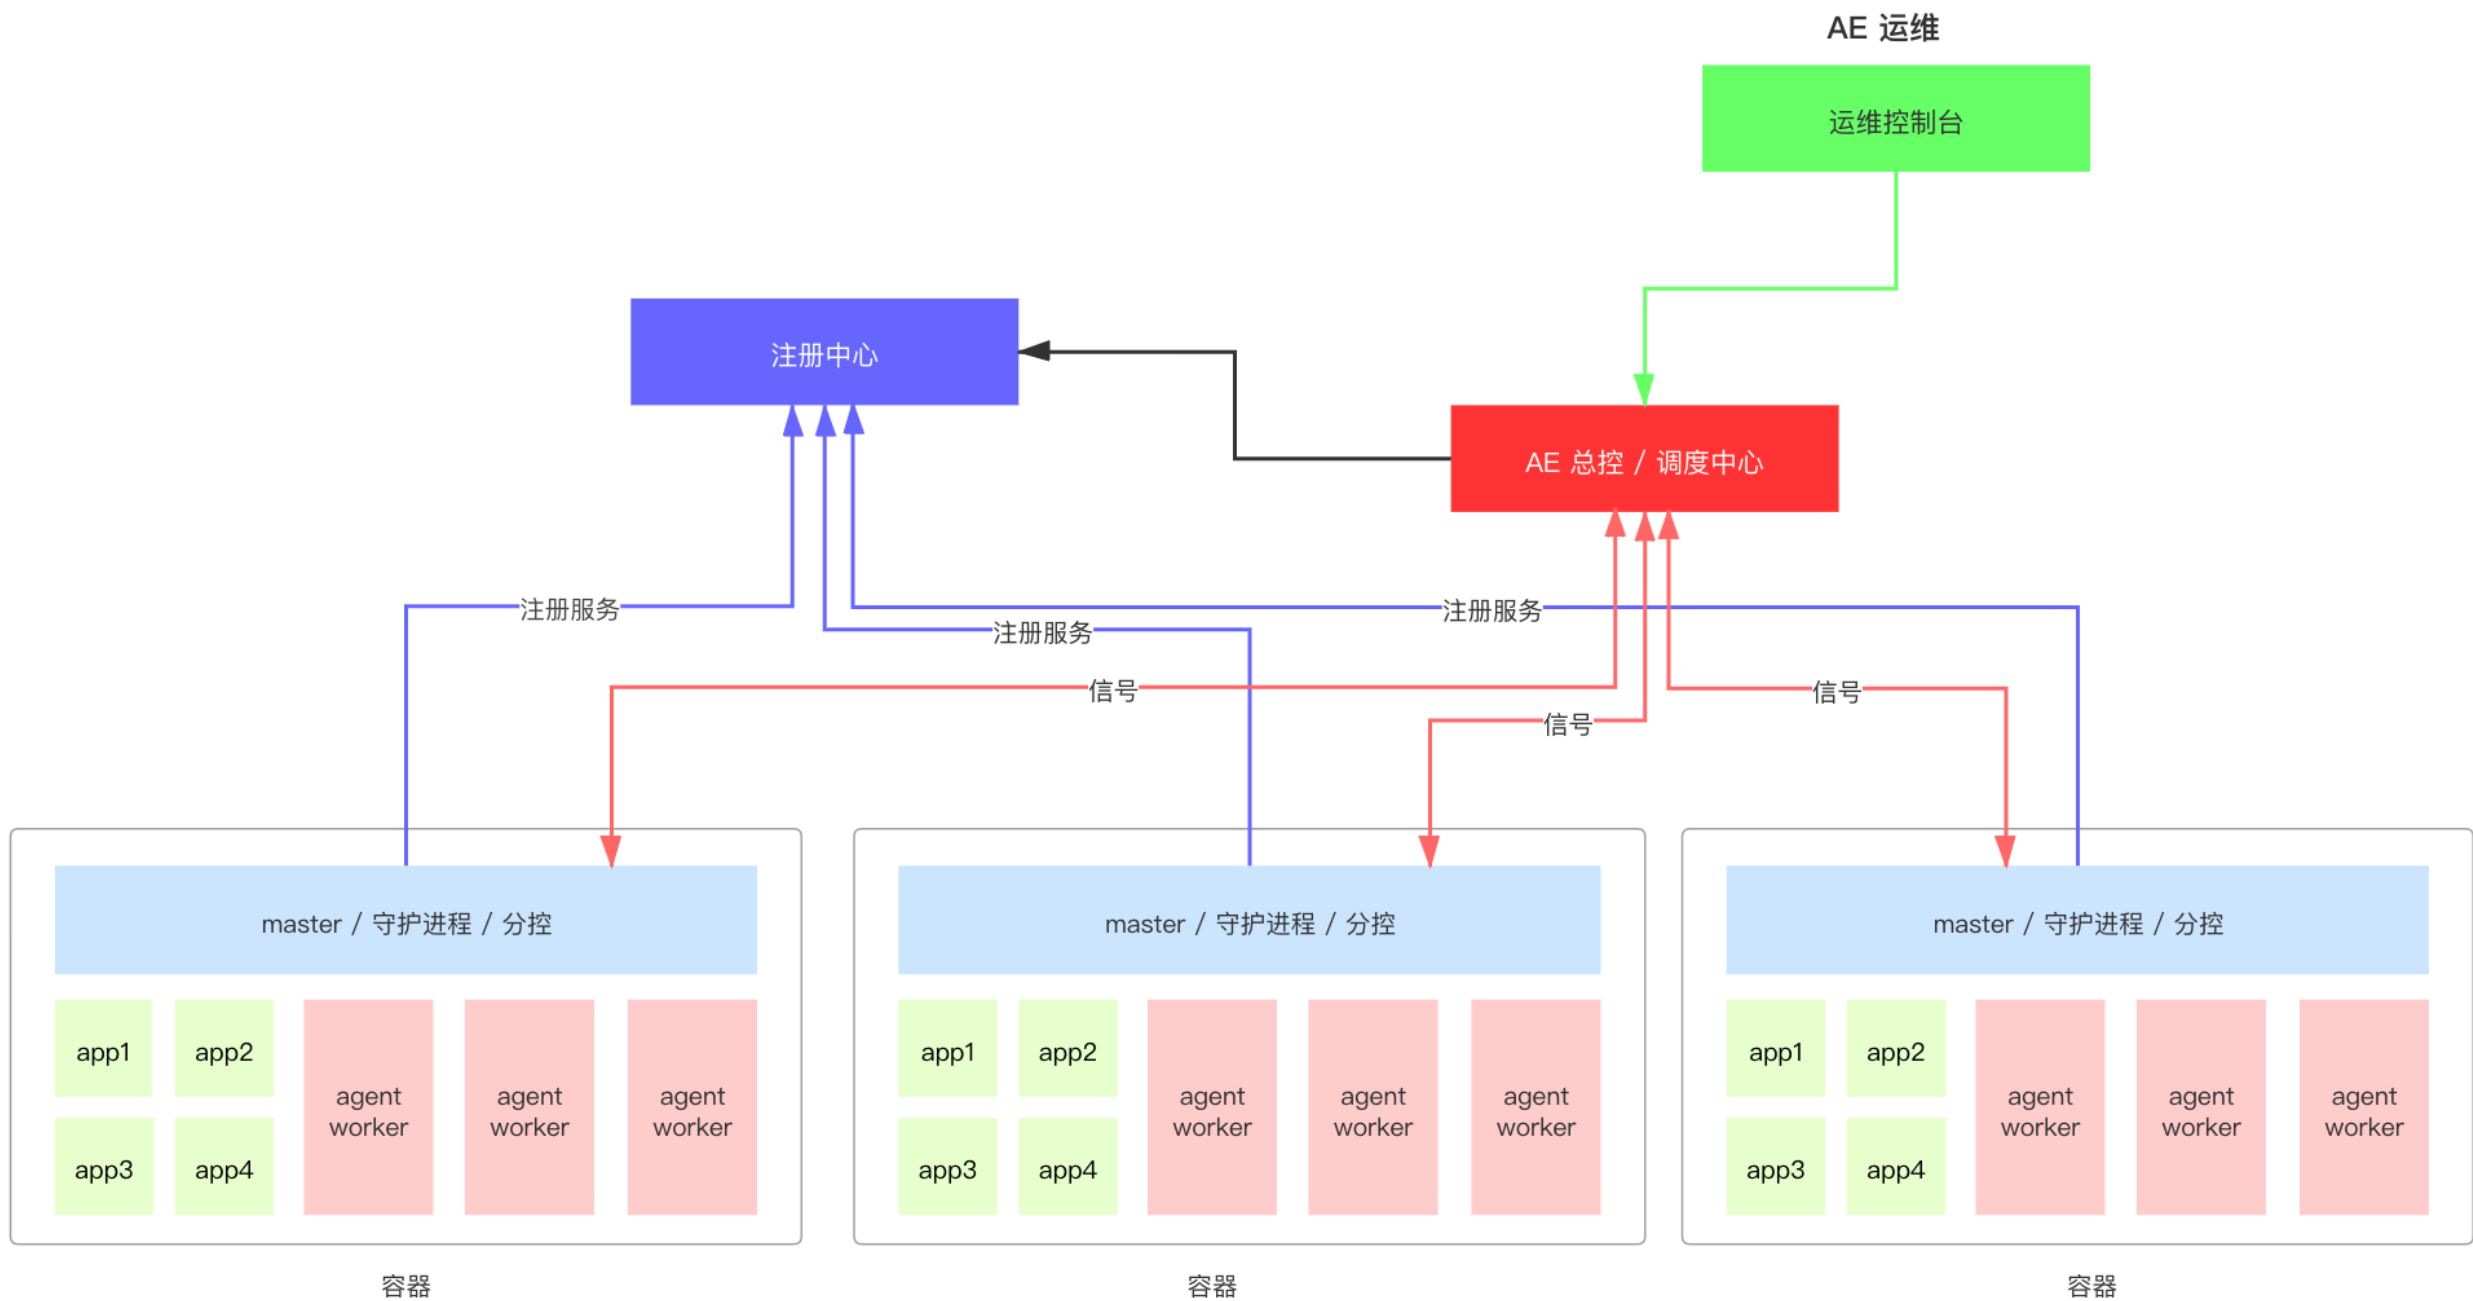 AE 运维
运维控制台
注册中心
AE 总控 / 调度中心
注册服务
注册服务
注册服务
信号
信号
信号
master / 守护进程 / 分控
app1
app2
app3
app4
agent
worker
agent
worker
agent
worker
容器
master / 守护进程 / 分控
app1
app2
app3
app4
agent
worker
agent
worker
agent
worker
容器
master / 守护进程 / 分控
app1
app2
app3
app4
agent
worker
agent
worker
agent
worker
容器